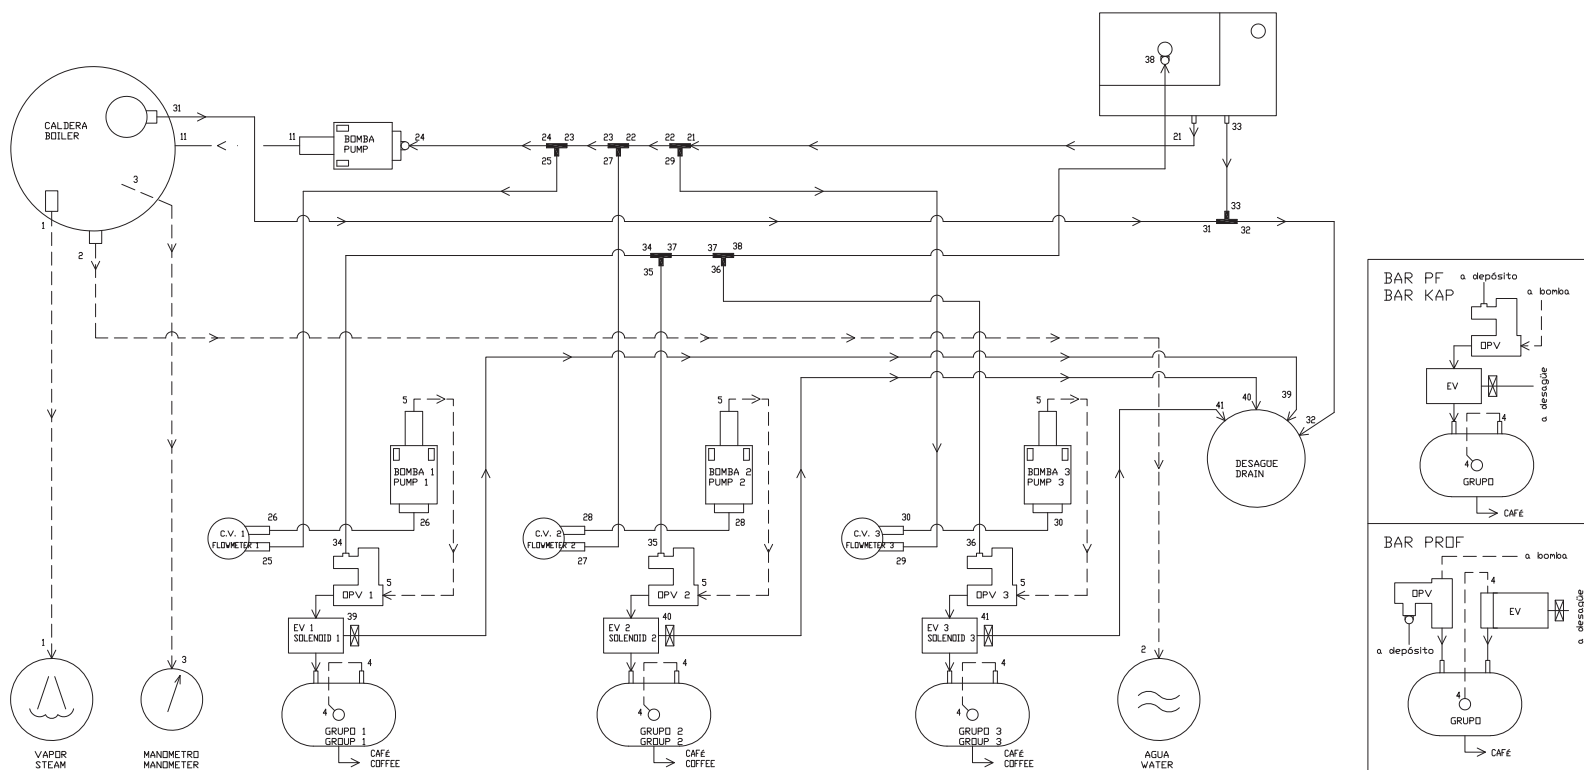 38
31
CALDERA
BOILER
11
11
BOMBA
PUMP
24
24
23
25
23
22
27
22
21
29
21
33
3
1
2
33
31
32
34
37
35
37
38
36
BAR PF
BAR KAP
a depósito
a bomba
OPV
EV
a desagüe
4
4
GRUPO
CAFÉ
5
BOMBA 1
PUMP 1
26
26
C.V. 1
FLOWMETER 1
25
34
5
OPV 1
39
EV 1
SOLENOID 1
4
4
GRUPO 1
GROUP 1
CAFÉ
COFFEE
5
BOMBA 2
PUMP 2
28
28
C.V. 2
FLOWMETER 2
27
35
5
OPV 2
40
EV 2
SOLENOID 2
4
4
GRUPO 2
GROUP 2
CAFÉ
COFFEE
5
BOMBA 3
PUMP 3
30
30
C.V. 3
FLOWMETER 3
29
36
5
OPV 3
41
EV 3
SOLENOID 3
4
4
GRUPO 3
GROUP 3
CAFÉ
COFFEE
41
40
39
32
DESAGÜE
DRAIN
BAR PROF
a bomba
4
OPV
EV
a desagüe
a depósito
4
GRUPO
CAFÉ
1
VAPOR
STEAM
3
MANOMETRO
MANOMETER
2
AGUA
WATER